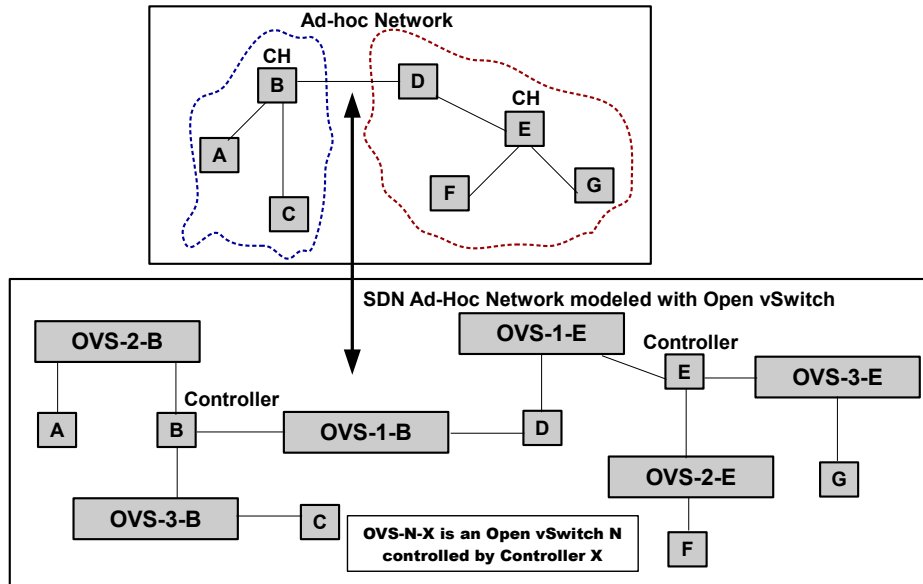 Ad-hoc Network
CH
B
D
CH
E
A
F
G
C
SDN Ad-Hoc Network modeled with Open vSwitch
OVS-2-B
OVS-1-E
Controller
E
OVS-3-E
Controller
A
B
OVS-1-B
D
OVS-2-E
G
OVS-3-B
C
OVS-N-X is an Open vSwitch N
controlled by Controller X
F